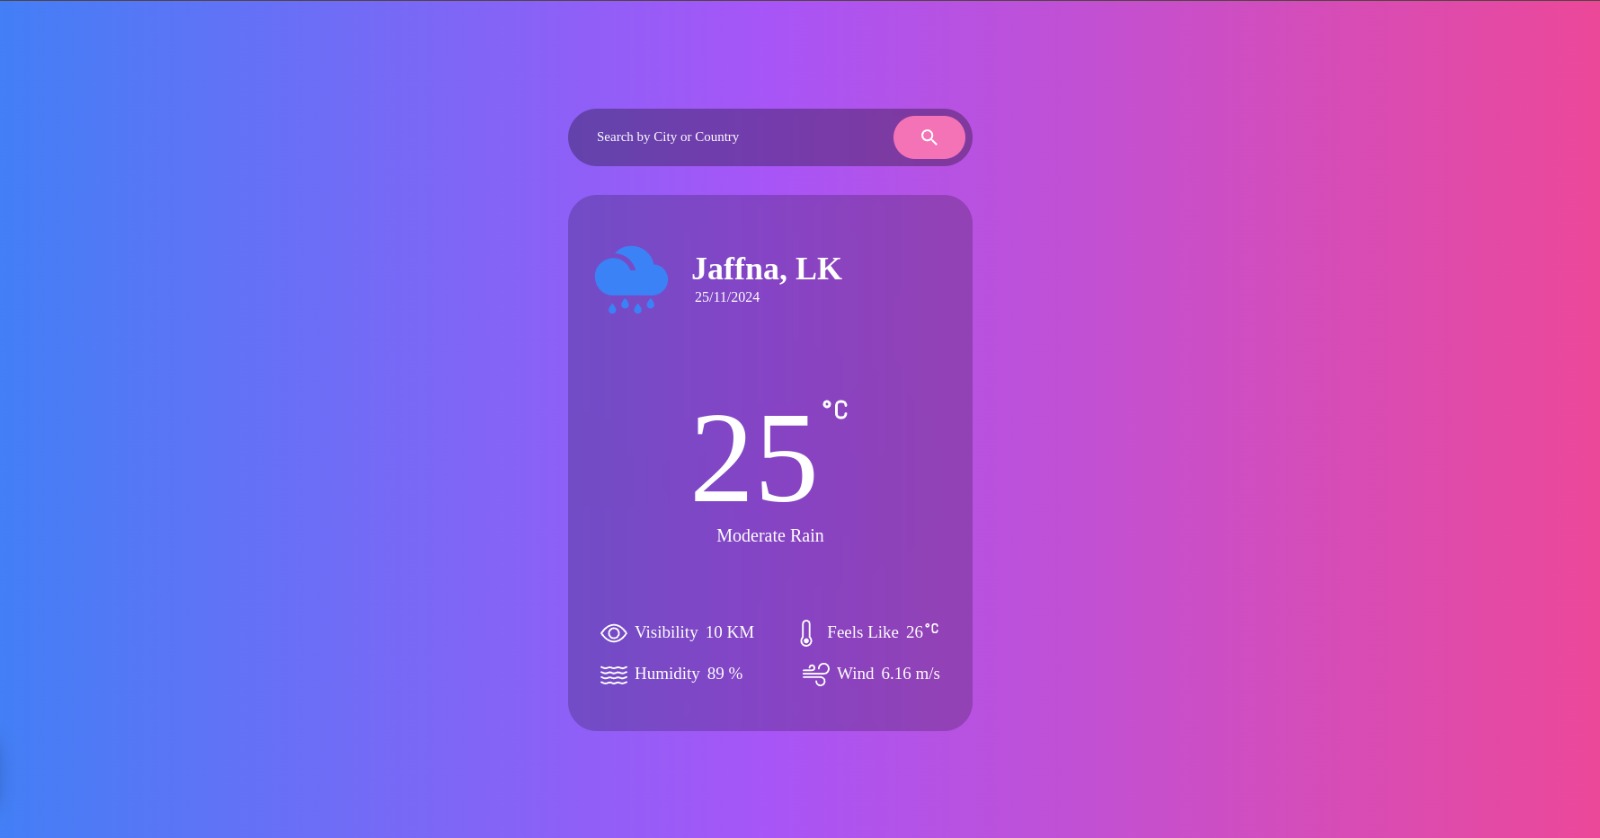 Search by City or Country
Jaffna, LK
25/11/2024
25°C
Moderate Rain
Visibility 10 KM Feels Like 26°C
Humidity 89 % Wind 6.16 m/s